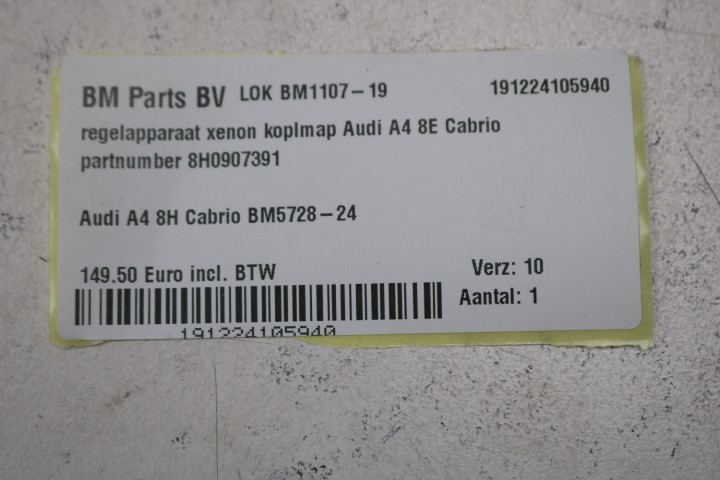 BM Parts BV LOK BM1107-19 191224105940
regelapparaat xenon koplmap Audi A4 8E Cabrio
partnumber 8H0907391
Audi A4 8H Cabrio BM5728-24
149.50 Euro incl. BTW Verz: 10
Aantal: 1
191224105940